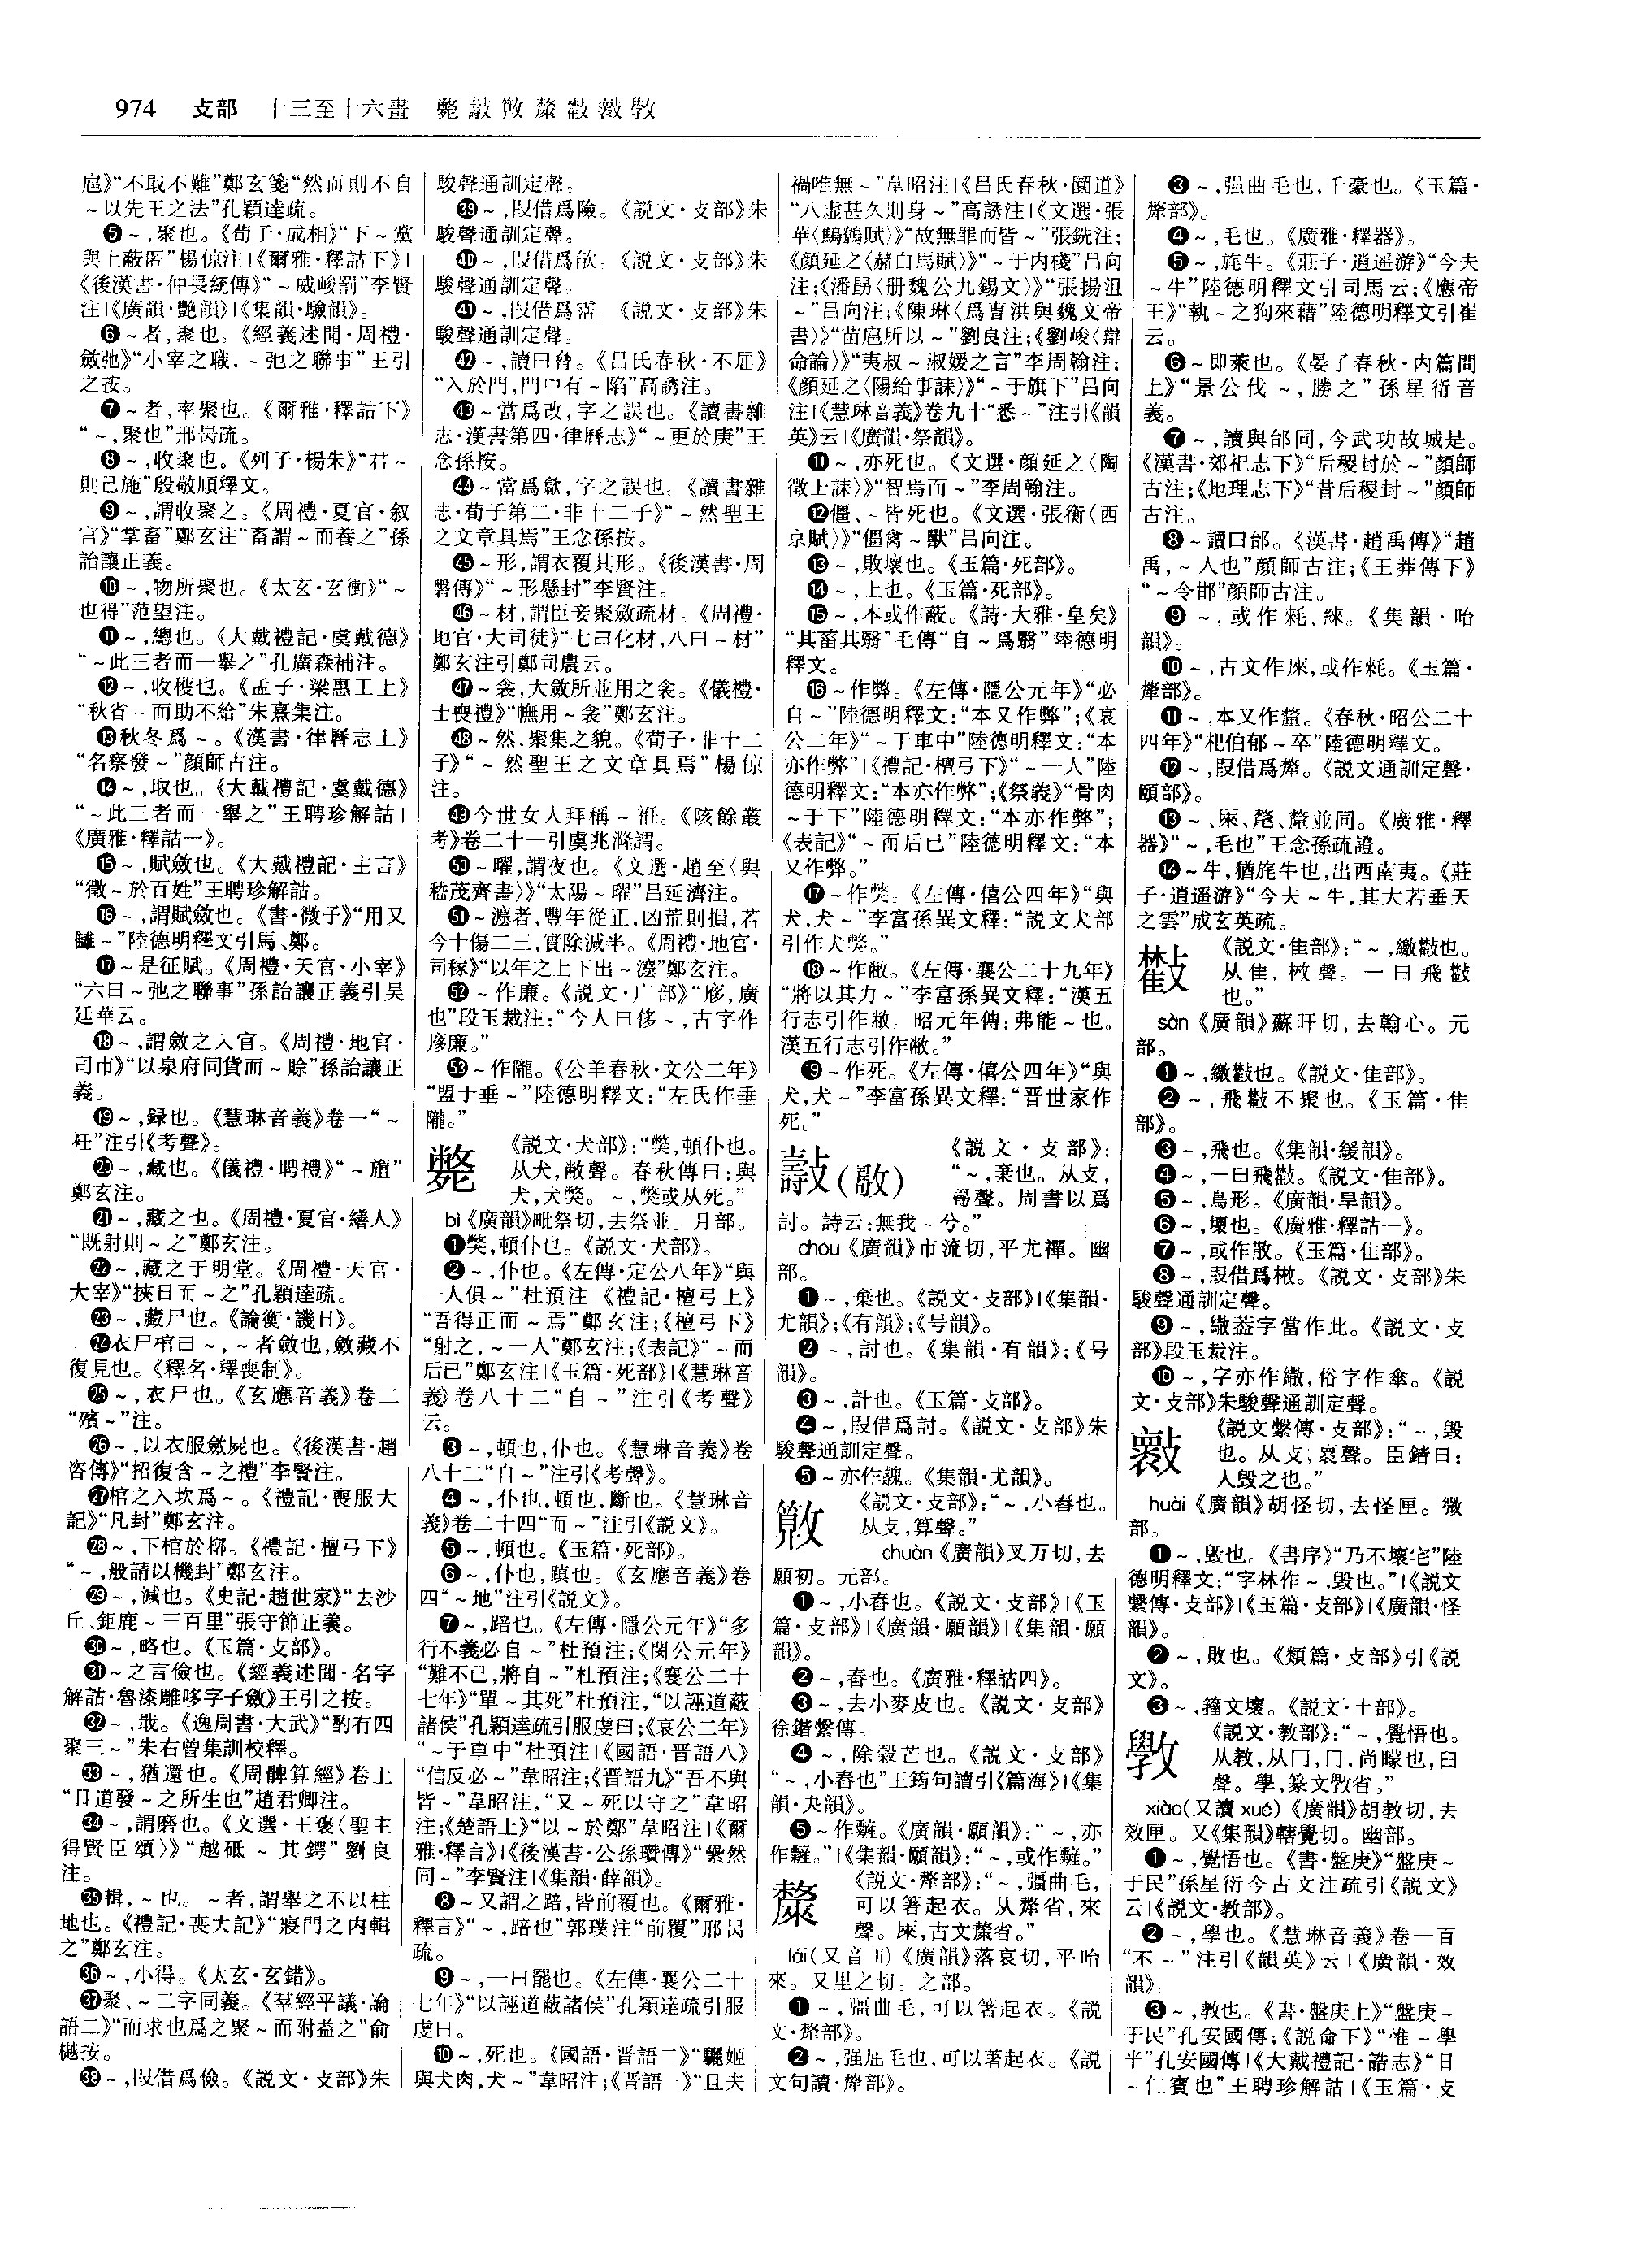 974 攴部 十三至十六畫 斃敼㪚斄𢿱𣀩斆
扈》“不戢不難”鄭玄箋“然而則不自
～以先王之法”孔穎達疏。
❺～,聚也。《荀子·成相》“下～黨
與上蔽匿”楊倞注|《爾雅·釋詁下》|
《後漢書·仲長統傳》“～威峻罰”李賢
注|《廣韻·艷韻》|《集韻·驗韻》。
❻～者,聚也。《經義述聞·周禮·
斂弛》“小宰之職,～弛之聯事”王引
之按。
❼～者,率聚也。《爾雅·釋詁下》
“～,聚也”邢昺疏。
❽～,收聚也。《列子·楊朱》“君～
則己施”殷敬順釋文。
❾～,謂收聚之。《周禮·夏官·叙
官》“掌畜”鄭玄注“畜謂～而養之”孫
詒讓正義。
❿～,物所聚也。《太玄·玄衝》“～
也得”范望注。
⓫～,總也。《大戴禮記·虞戴德》
“～此三者而一舉之”孔廣森補注。
⓬～,收穫也。《孟子·梁惠王上》
“秋省～而助不給”朱熹集注。
⓭秋冬爲～。《漢書·律曆志上》
“名察發～”顔師古注。
⓮～,取也。《大戴禮記·虞戴德》
“～此三者而一舉之”王聘珍解詁|
《廣雅·釋詁一》。
⓯～,賦斂也。《大戴禮記·主言》
“徵～於百姓”王聘珍解詁。
⓰～,謂賦斂也。《書·微子》“用乂
讎～”陸德明釋文引馬、鄭。
⓱～是征賦。《周禮·天官·小宰》
“六曰～弛之聯事”孫詒讓正義引吴
廷華云。
⓲～,謂斂之入官。《周禮·地官·
司市》“以泉府同貨而～賒”孫詒讓正
義。
⓳～,録也。《慧琳音義》卷一“～
衽”注引《考聲》。
⓴～,藏也。《儀禮·聘禮》“～旜”
鄭玄注。
㉑～,藏之也。《周禮·夏官·繕人》
“既射則～之”鄭玄注。
㉒～,藏之于明堂。《周禮·天官·
大宰》“挾日而～之”孔穎達疏。
㉓～,藏尸也。《論衡·譏日》。
㉔衣尸棺曰～,～者斂也,斂藏不
復見也。《釋名·釋喪制》。
㉕～,衣尸也。《玄應音義》卷二
“殯～”注。
㉖～,以衣服斂屍也。《後漢書·趙
咨傳》“招復含～之禮”李賢注。
㉗棺之入坎爲～。《禮記·喪服大
記》“凡封”鄭玄注。
㉘～,下棺於椁。《禮記·檀弓下》
“～,般請以機封”鄭玄注。
㉙～,減也。《史記·趙世家》“去沙
丘、鉅鹿～三百里”張守節正義。
㉚～,略也。《玉篇·攴部》。
㉛～之言儉也。《經義述聞·名字
解詁·魯漆雕哆字子斂》王引之按。
㉜～,戢。《逸周書·大武》“酌有四
聚三～”朱右曾集訓校釋。
㉝～,猶還也。《周髀算經》卷上
“日道發～之所生也”趙君卿注。
㉞～,謂磨也。《文選·王褒〈聖主
得賢臣頌〉》“越砥～其鍔”劉良
注。
㉟輯,～也。～者,謂舉之不以柱
地也。《禮記·喪大記》“寢門之内輯
之”鄭玄注。
㊱～,小得。《太玄·玄錯》。
㊲聚、～二字同義。《羣經平議·論
語二》“而求也爲之聚～而附益之”俞
樾按。
㊳～,叚借爲儉。《説文·攴部》朱
駿聲通訓定聲。
㊴～,叚借爲險。《説文·攴部》朱
駿聲通訓定聲。
㊵～,叚借爲欲。《説文·攴部》朱
駿聲通訓定聲。
㊶～,叚借爲 。《説文·攴部》朱
駿聲通訓定聲。
㊷～,讀曰脅。《吕氏春秋·不屈》
“入於門,門中有～陷”高誘注。
㊸～當爲改,字之誤也。《讀書雜
志·漢書第四·律曆志》“～更於庚”王
念孫按。
㊹～當爲歙,字之誤也。《讀書雜
志·荀子第二·非十二子》“～然聖王
之文章具焉”王念孫按。
㊺～形,謂衣覆其形。《後漢書·周
磐傳》“～形懸封”李賢注。
㊻～材,謂臣妾聚斂疏材。《周禮·
地官·大司徒》“七曰化材,八曰～材”
鄭玄注引鄭司農云。
㊼～衾,大斂所並用之衾。《儀禮·
士喪禮》“幠用～衾”鄭玄注。
㊽～然,聚集之貌。《荀子·非十二
子》“～然聖王之文章具焉”楊倞
注。
㊾今世女人拜稱～衽。《陔餘叢
考》卷二十一引虞兆漋謂。
㊿～曜,謂夜也。《文選·趙至〈與
嵇茂齊書〉》“太陽～曜”吕延濟注。
51～灋者,豐年從正,凶荒則損,若
今十傷二三,實除減半。《周禮·地官·
司稼》“以年之上下出～灋”鄭玄注。
52～作廉。《説文·广部》“㢋,廣
也”段玉裁注:“今人曰侈～,古字作
㢋廉。”
53～作隴。《公羊春秋·文公二年》
“盟于垂～”陸德明釋文:“左氏作垂
隴。”
斃 《説文·犬部》:“獘,頓仆也。
从犬,敝聲。春秋傳曰:與
犬,犬獘。～,獘或从死。”
bì《廣韻》毗祭切,去祭並。月部。
❶獘,頓仆也。《説文·犬部》。
❷～,仆也。《左傳·定公八年》“與
一人俱～”杜預注|《禮記·檀弓上》
“吾得正而～焉”鄭玄注;《檀弓下》
“射之,～一人”鄭玄注;《表記》“～而
后已”鄭玄注|《玉篇·死部》|《慧琳音
義》卷八十二“自～”注引《考聲》
云。
❸～,頓也,仆也。《慧琳音義》卷
八十二“自～”注引《考聲》。
❹～,仆也,頓也,斷也。《慧琳音
義》卷二十四“而～”注引《説文》。
❺～,頓也。《玉篇·死部》。
❻～,仆也,蹎也。《玄應音義》卷
四“～地”注引《説文》。
❼～,踣也。《左傳·隱公元年》“多
行不義必自～”杜預注;《閔公元年》
“難不已,將自～”杜預注;《襄公二十
七年》“單～其死”杜預注,“以誣道蔽
諸侯”孔穎達疏引服虔曰;《哀公二年》
“～于車中”杜預注|《國語·晋語八》
“信反必～”韋昭注;《晋語九》“吾不與
皆～”韋昭注,“又～死以守之”韋昭
注;《楚語上》“以～於鄭”韋昭注|《爾
雅·釋言》|《後漢書·公孫瓚傳》“纍然
同～”李賢注|《集韻·薛韻》。
❽～又謂之踣,皆前覆也。《爾雅·
釋言》“～,踣也”郭璞注“前覆”邢昺
疏。
❾～,一曰罷也。《左傳·襄公二十
七年》“以誣道蔽諸侯”孔穎達疏引服
虔曰。
❿～,死也。《國語·晋語二》“驪姬
與犬肉,犬～”韋昭注;《晋語二》“且夫
禍唯無～”韋昭注|《吕氏春秋·圜道》
“八虚甚久則身～”高誘注|《文選·張
華〈鷦鷯賦〉》“故無罪而皆～”張銑注;
《顔延之〈赭白馬賦〉》“～于内棧”吕向
注;《潘勗〈册魏公九錫文〉》“張揚沮
～”吕向注;《陳琳〈爲曹洪與魏文帝
書〉》“苗扈所以～”劉良注;《劉峻〈辯
命論〉》“夷叔～淑媛之言”李周翰注;
《顔延之〈陽給事誄〉》“～于旗下”吕向
注|《慧琳音義》卷九十“悉～”注引《韻
英》云|《廣韻·祭韻》。
⓫～,亦死也。《文選·顔延之〈陶
徵士誄〉》“智焉而～”李周翰注。
⓬僵、～皆死也。《文選·張衡〈西
京賦〉》“僵禽～獸”吕向注。
⓭～,敗壞也。《玉篇·死部》。
⓮～,上也。《玉篇·死部》。
⓯～,本或作蔽。《詩·大雅·皇矣》
“其菑其翳”毛傳“自～爲翳”陸德明
釋文。
⓰～作弊。《左傳·隱公元年》“必
自～”陸德明釋文:“本又作弊”;《哀
公二年》“～于車中”陸德明釋文:“本
亦作弊”|《禮記·檀弓下》“～一人”陸
德明釋文:“本亦作弊”;《祭義》“骨肉
～于下”陸德明釋文:“本亦作弊”;
《表記》“～而后已”陸德明釋文:“本
又作弊。”
⓱～作獘。《左傳·僖公四年》“與
犬,犬～”李富孫異文釋:“説文犬部
引作犬獘。”
⓲～作敝。《左傳·襄公二十九年》
“將以其力～”李富孫異文釋:“漢五
行志引作敝。昭元年傳:弗能～也。
漢五行志引作敝。”
⓳～作死。《左傳·僖公四年》“與
犬,犬～”李富孫異文釋:“晋世家作
死。”
𢿾(敾) 《説文·攴部》:
“～,棄也。从攴,
𠷎聲。周書以爲
討。詩云:無我～兮。”
chóu《廣韻》市流切,平尤禪。幽
部。
❶～,棄也。《説文·攴部》|《集韻·
尤韻》;《有韻》;《号韻》。
❷～,討也。《集韻·有韻》;《号
韻》。
❸～,計也。《玉篇·攴部》。
❹～,叚借爲討。《説文·攴部》朱
駿聲通訓定聲。
❺～亦作䚯。《集韻·尤韻》。
𢿨 《説文·攴部》:“～,小舂也。
从攴,算聲。”
chuàn《廣韻》叉万切,去
願初。元部。
❶～,小舂也。《説文·攴部》|《玉
篇·攴部》|《廣韻·願韻》|《集韻·願
韻》。
❷～,舂也。《廣雅·釋詁四》。
❸～,去小麥皮也。《説文·攴部》
徐鍇繫傳。
❹～,除穀芒也。《説文·攴部》
“～,小舂也”王筠句讀引《篇海》|《集
韻·夬韻》。
❺～作 。《廣韻·願韻》:“～,亦
作 。”|《集韻·願韻》:“～,或作 。”
斄 《説文·犛部》:“～,彊曲毛,
可以箸起衣。从犛省,來
聲。庲,古文斄省。”
lái(又音lí)《廣韻》落哀切,平咍
來。又里之切。之部。
❶～,彊曲毛,可以箸起衣。《説
文·犛部》。
❷～,强屈毛也,可以著起衣。《説
文句讀·犛部》。
❸～,强曲毛也,千豪也。《玉篇·
犛部》。
❹～,毛也。《廣雅·釋器》。
❺～,旄牛。《莊子·逍遥游》“今夫
～牛”陸德明釋文引司馬云;《應帝
王》“執～之狗來藉”陸德明釋文引崔
云。
❻～即萊也。《晏子春秋·内篇問
上》“景公伐～,勝之”孫星衍音
義。
❼～,讀與邰同,今武功故城是。
《漢書·郊祀志下》“后稷封於～”顔師
古注;《地理志下》“昔后稷封～”顔師
古注。
❽～讀曰邰。《漢書·趙禹傳》“趙
禹,～人也”顔師古注;《王莽傳下》
“～令邯”顔師古注。
❾～,或作耗、綝。《集韻·咍
韻》。
❿～,古文作庲,或作耗。《玉篇·
犛部》。
⓫～,本又作氂。《春秋·昭公二十
四年》“杞伯郁～卒”陸德明釋文。
⓬～,叚借爲犛。《説文通訓定聲·
頤部》。
⓭～、庲、 、氂並同。《廣雅·釋
器》“～,毛也”王念孫疏證。
⓮～牛,猶旄牛也,出西南夷。《莊
子·逍遥游》“今夫～牛,其大若垂天
之雲”成玄英疏。
𢿱 《説文·隹部》:“～,繳𢿱也。
从隹,㪔聲。一曰飛𢿱
也。”
sàn《廣韻》蘇旰切,去翰心。元
部。
❶～,繳𢿱也。《説文·隹部》。
❷～,飛𢿱不聚也。《玉篇·隹
部》。
❸～,飛也。《集韻·緩韻》。
❹～,一曰飛𢿱。《説文·隹部》。
❺～,鳥形。《廣韻·旱韻》。
❻～,壞也。《廣雅·釋詁一》。
❼～,或作散。《玉篇·隹部》。
❽～,叚借爲㪔。《説文·攴部》朱
駿聲通訓定聲。
❾～,繖蓋字當作此。《説文·攴
部》段玉裁注。
❿～,字亦作繖,俗字作傘。《説
文·攴部》朱駿聲通訓定聲。
𣀩 《説文繫傳·攴部》:“～,毁
也。从攴,褱聲。臣鍇曰:
人毁之也。”
huài《廣韻》胡怪切,去怪匣。微
部。
❶～,毁也。《書序》“乃不壞宅”陸
德明釋文:“字林作～,毁也。”|《説文
繫傳·攴部》|《玉篇·攴部》|《廣韻·怪
韻》。
❷～,敗也。《類篇·攴部》引《説
文》。
❸～,籀文壞。《説文·土部》。
斆 《説文·教部》:“～,覺悟也。
从教,从冂,冂,尚矇也,臼
聲。學,篆文斆省。”
xiào(又讀xué)《廣韻》胡教切,去
效匣。又《集韻》轄覺切。幽部。
❶～,覺悟也。《書·盤庚》“盤庚～
于民”孫星衍今古文注疏引《説文》
云|《説文·教部》。
❷～,學也。《慧琳音義》卷一百
“不～”注引《韻英》云|《廣韻·效
韻》。
❸～,教也。《書·盤庚上》“盤庚～
于民”孔安國傳;《説命下》“惟～學
半”孔安國傳|《大戴禮記·誥志》“日
～仁賓也”王聘珍解詁|《玉篇·攴